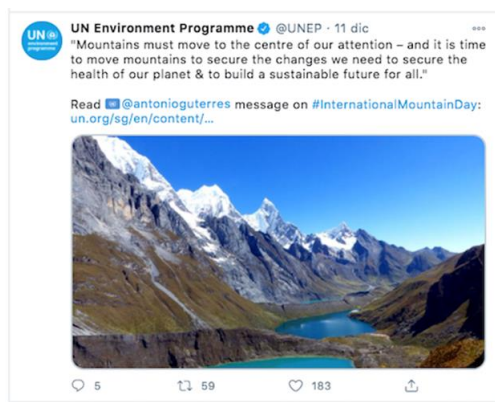 UN Environment Programme @UNEP · 11 dic
"Mountains must move to the centre of our attention – and it is time
to move mountains to secure the changes we need to secure the
health of our planet & to build a sustainable future for all."
Read @antonioguterres message on #InternationalMountainDay:
un.org/sg/en/content/...
UN
environment
programme
5 59 183